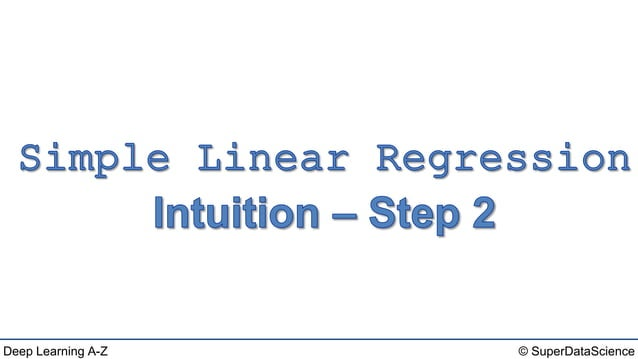 Simple Linear Regression
Intuition – Step 2
Deep Learning A-Z
© SuperDataScience